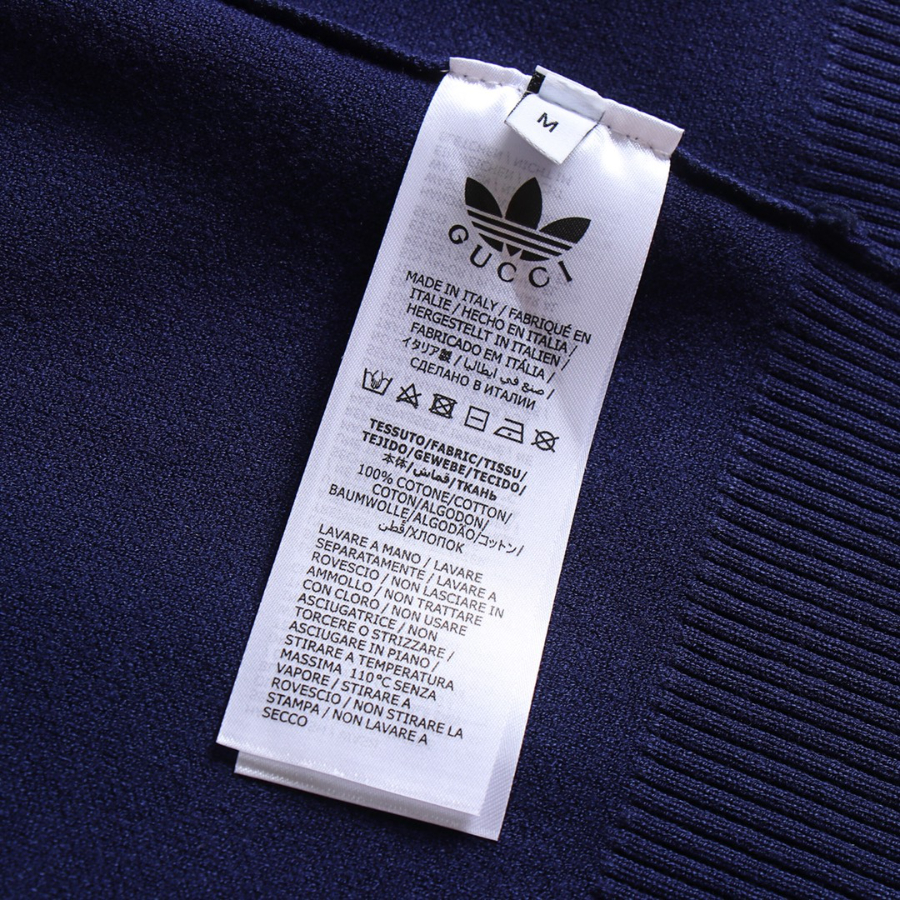 M
GUCCI
MADE IN ITALY / FABRIQUÉ EN
ITALIE / HECHO EN ITALIA /
HERGESTELLT IN ITALIEN /
FABRICADO EM ITÁLIA /
イタリア製 / صنع في ايطاليا /
СДЕЛАНО В ИТАЛИИ
TESSUTO/FABRIC/TISSU/
TEJIDO/GEWEBE/TECIDO/
本体/قماش/ТКАНЬ
100% COTONE/COTTON/
COTON/ALGODON/
BAUMWOLLE/ALGODÃO/コットン/
قُطْن/ХЛОПОК
LAVARE A MANO / LAVARE
SEPARATAMENTE / LAVARE A
ROVESCIO / NON LASCIARE IN
AMMOLLO / NON TRATTARE
CON CLORO / NON USARE
ASCIUGATRICE / NON
TORCERE O STRIZZARE /
ASCIUGARE IN PIANO /
STIRARE A TEMPERATURA
MASSIMA 110°C SENZA
VAPORE / STIRARE A
ROVESCIO / NON STIRARE LA
STAMPA / NON LAVARE A
SECCO